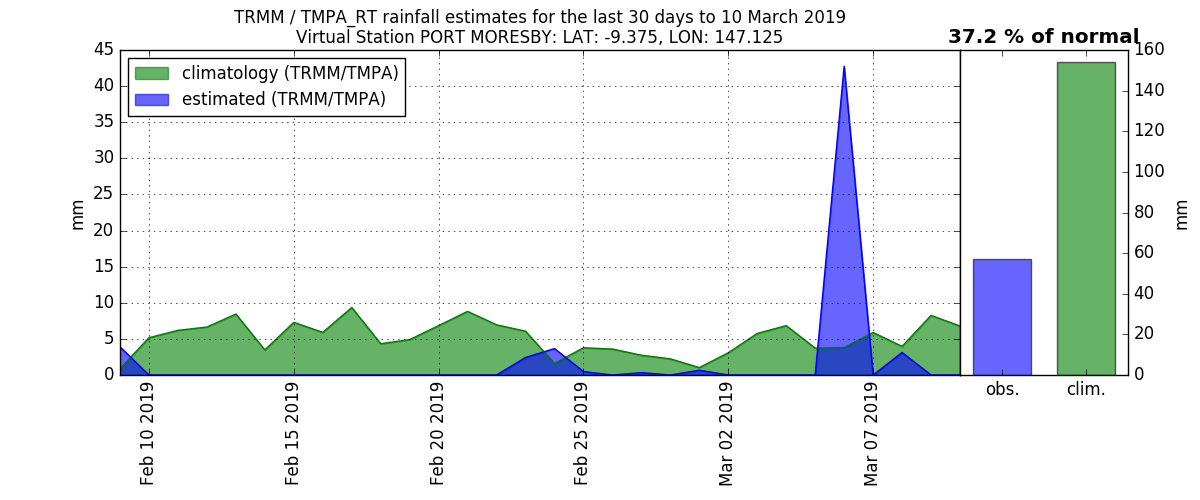 TRMM / TMPA_RT rainfall estimates for the last 30 days to 10 March 2019
Virtual Station PORT MORESBY: LAT: -9.375, LON: 147.125
37.2 % of normal
climatology (TRMM/TMPA)
estimated (TRMM/TMPA)
mm
45
40
35
30
25
20
15
10
5
0
Feb 10 2019
Feb 15 2019
Feb 20 2019
Feb 25 2019
Mar 02 2019
Mar 07 2019
160
140
120
100
80
60
40
20
0
mm
obs.
clim.